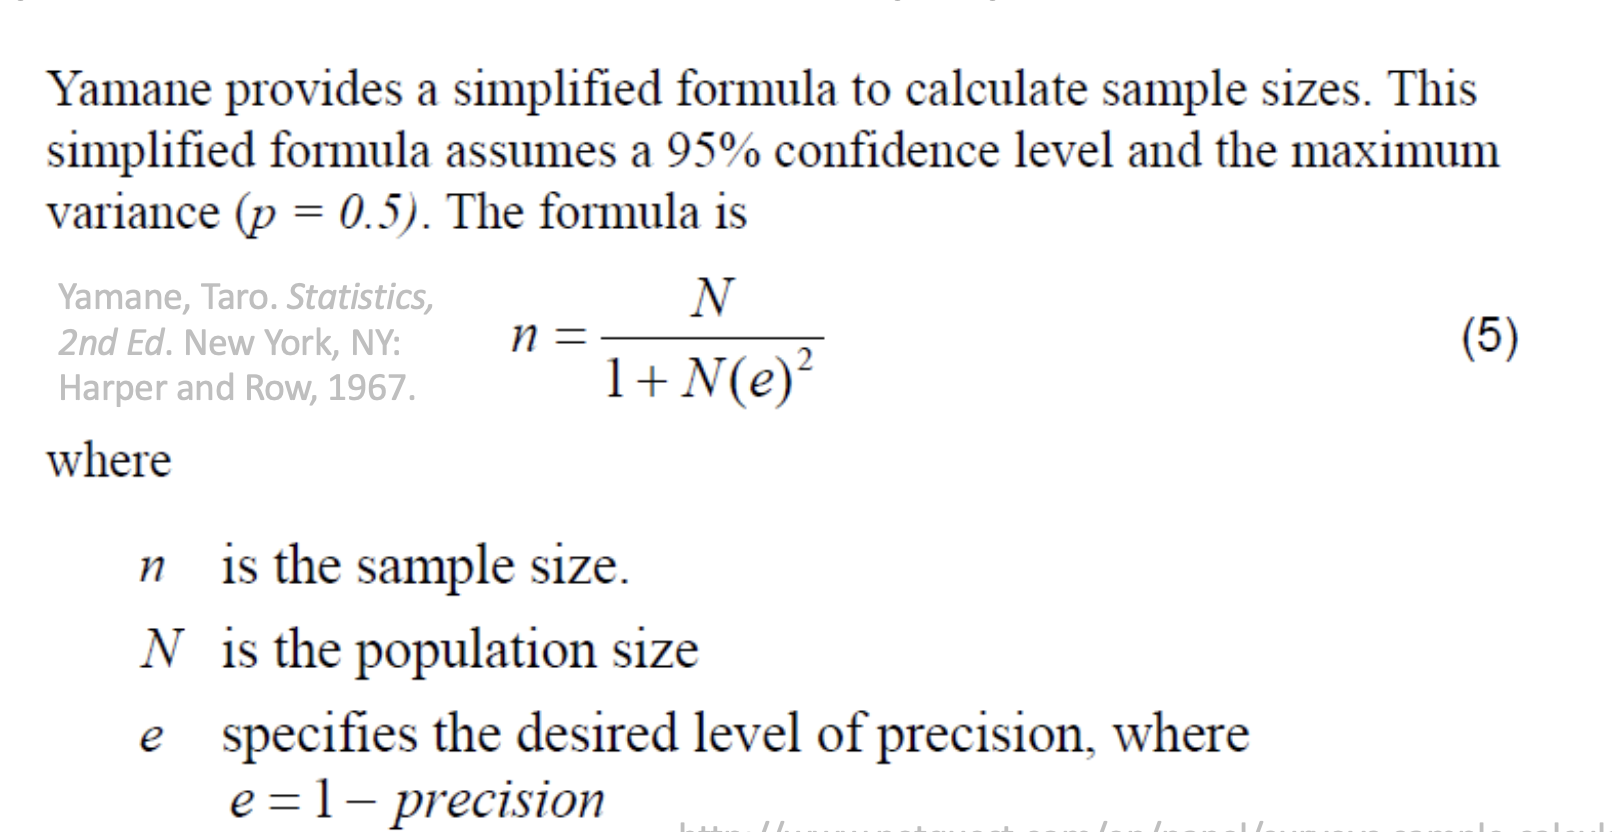 Yamane provides a simplified formula to calculate sample sizes. This
simplified formula assumes a 95% confidence level and the maximum
variance (p = 0.5). The formula is
Yamane, Taro. Statistics,
2nd Ed. New York, NY:
Harper and Row, 1967.
n = N / 1 + N(e)²
(5)
where
n is the sample size.
N is the population size
e specifies the desired level of precision, where
e = 1 – precision